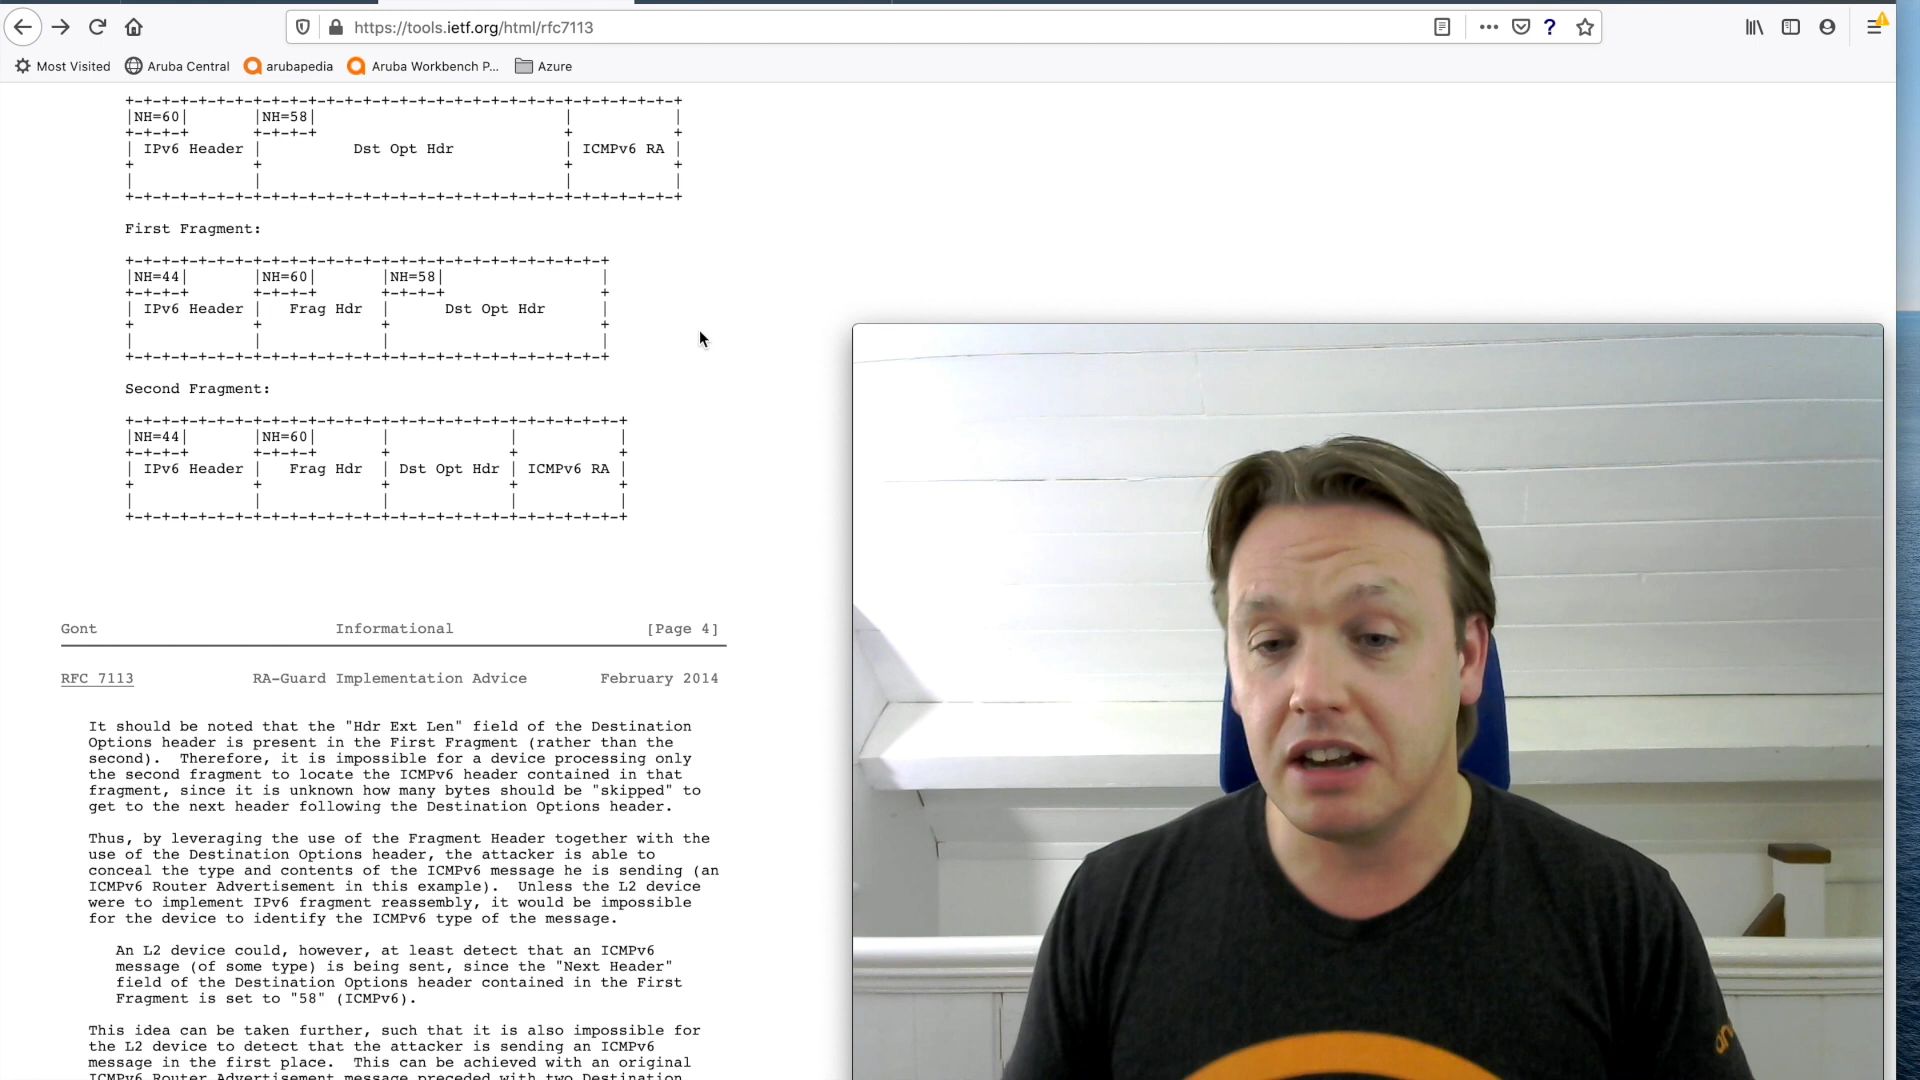 https://tools.ietf.org/html/rfc7113
Most Visited Aruba Central arubapedia Aruba Workbench P... Azure
+-+-+-+-+-+-+-+-+-+-+-+-+-+-+-+-+-+-+-+-+-+-+-+-+-+-+-+-+-+-+
|NH=60| |NH=58| | |
+-+-+-+ +-+-+-+ + +
| IPv6 Header | Dst Opt Hdr | ICMPv6 RA |
+ + + +
| | | |
+-+-+-+-+-+-+-+-+-+-+-+-+-+-+-+-+-+-+-+-+-+-+-+-+-+-+-+-+-+-+
First Fragment:
+-+-+-+-+-+-+-+-+-+-+-+-+-+-+-+-+-+-+-+-+-+-+-+-+-+-+
|NH=44| |NH=60| |NH=58| |
+-+-+-+ +-+-+-+ +-+-+-+ +
| IPv6 Header | Frag Hdr | Dst Opt Hdr |
+ + + +
| | | |
+-+-+-+-+-+-+-+-+-+-+-+-+-+-+-+-+-+-+-+-+-+-+-+-+-+-+
Second Fragment:
+-+-+-+-+-+-+-+-+-+-+-+-+-+-+-+-+-+-+-+-+-+-+-+-+-+-+-+
|NH=44| |NH=60| | | |
+-+-+-+ +-+-+-+ + + +
| IPv6 Header | Frag Hdr | Dst Opt Hdr | ICMPv6 RA |
+ + + + +
| | | | |
+-+-+-+-+-+-+-+-+-+-+-+-+-+-+-+-+-+-+-+-+-+-+-+-+-+-+-+
Gont Informational [Page 4]
RFC 7113 RA-Guard Implementation Advice February 2014
It should be noted that the "Hdr Ext Len" field of the Destination
Options header is present in the First Fragment (rather than the
second). Therefore, it is impossible for a device processing only
the second fragment to locate the ICMPv6 header contained in that
fragment, since it is unknown how many bytes should be "skipped" to
get to the next header following the Destination Options header.
Thus, by leveraging the use of the Fragment Header together with the
use of the Destination Options header, the attacker is able to
conceal the type and contents of the ICMPv6 message he is sending (an
ICMPv6 Router Advertisement in this example). Unless the L2 device
were to implement IPv6 fragment reassembly, it would be impossible
for the device to identify the ICMPv6 type of the message.
An L2 device could, however, at least detect that an ICMPv6
message (of some type) is being sent, since the "Next Header"
field of the Destination Options header contained in the First
Fragment is set to "58" (ICMPv6).
This idea can be taken further, such that it is also impossible for
the L2 device to detect that the attacker is sending an ICMPv6
message in the first place. This can be achieved with an original
ICMPv6 Router Advertisement message preceded with two Destination